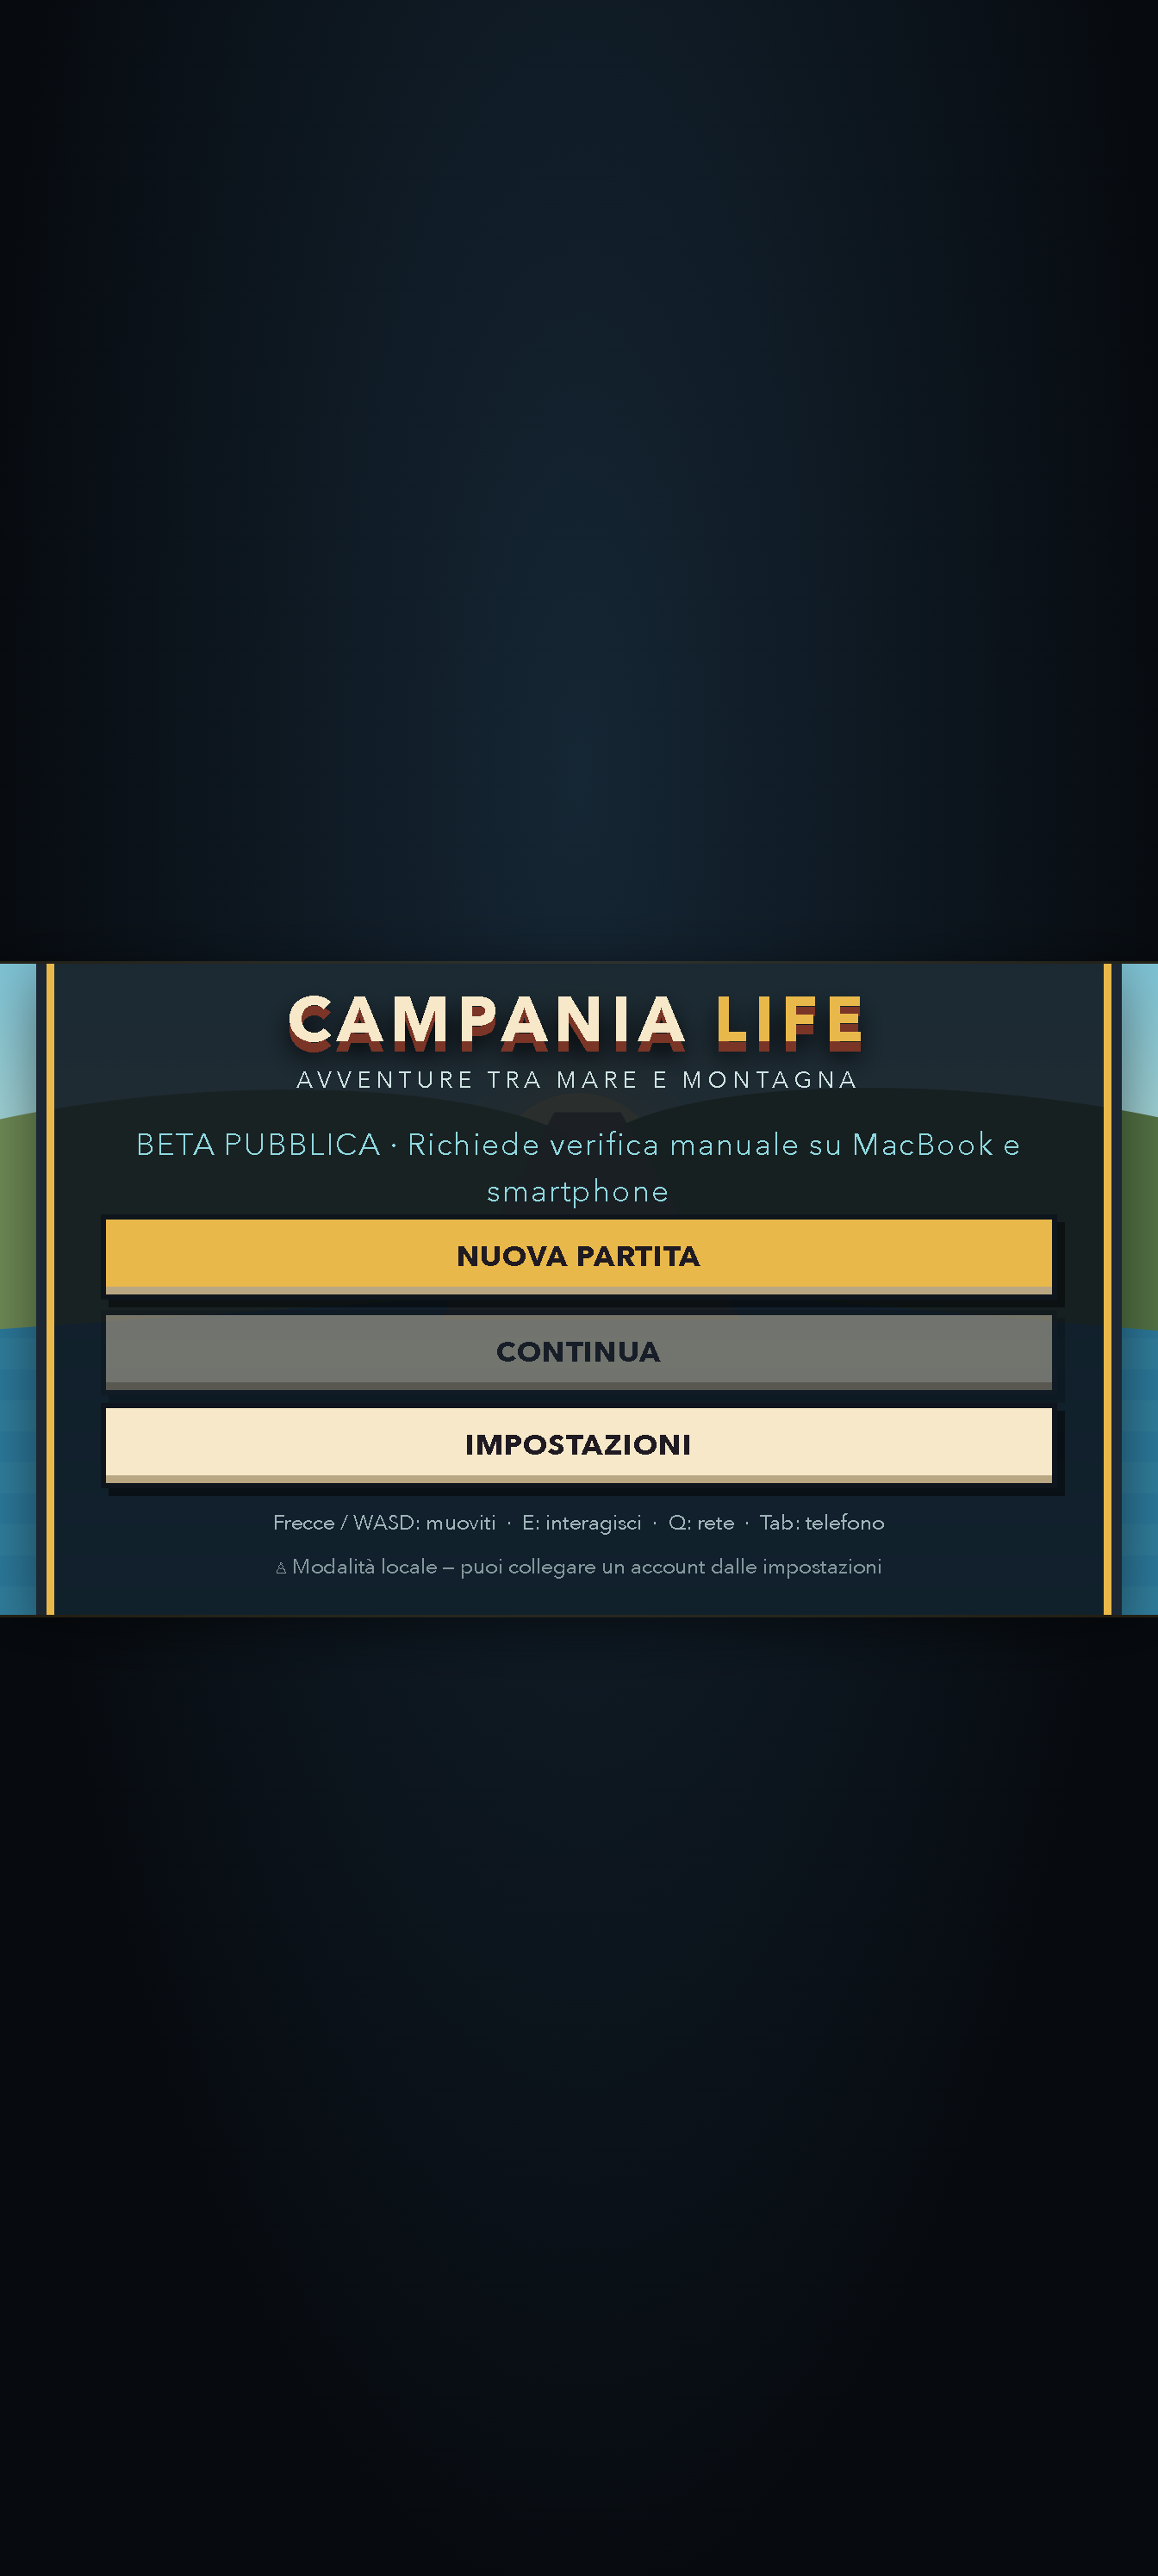 CAMPANIA LIFE
AVVENTURE TRA MARE E MONTAGNA
BETA PUBBLICA · Richiede verifica manuale su MacBook e
smartphone
NUOVA PARTITA
CONTINUA
IMPOSTAZIONI
Frecce / WASD: muoviti · E: interagisci · Q: rete · Tab: telefono
♙ Modalità locale – puoi collegare un account dalle impostazioni